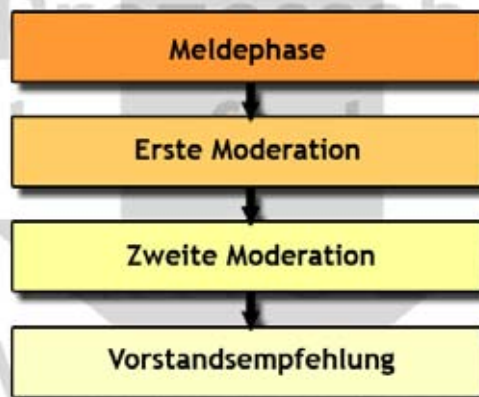 Meldephase
Erste Moderation
Zweite Moderation
Vorstandsempfehlung